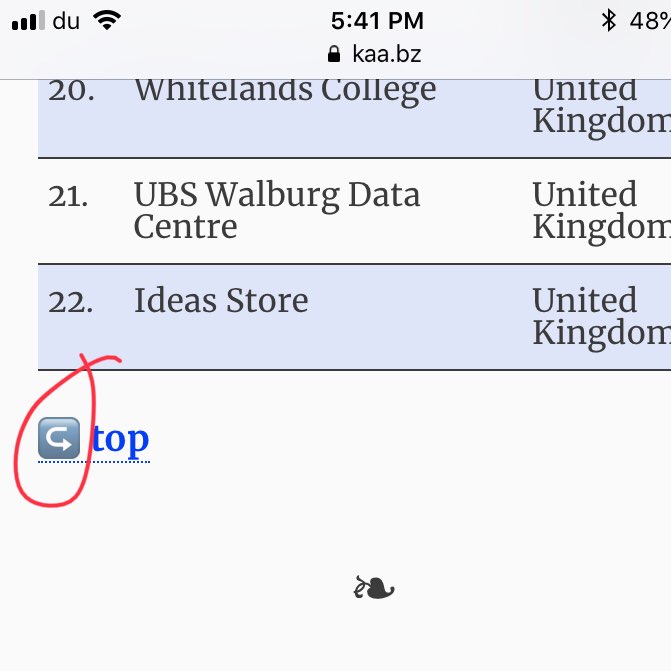 du 5:41 PM 48%
kaa.bz
20. Whitelands College United
Kingdom
21. UBS Walburg Data United
Centre Kingdom
22. Ideas Store United
Kingdom
↪ top
❧